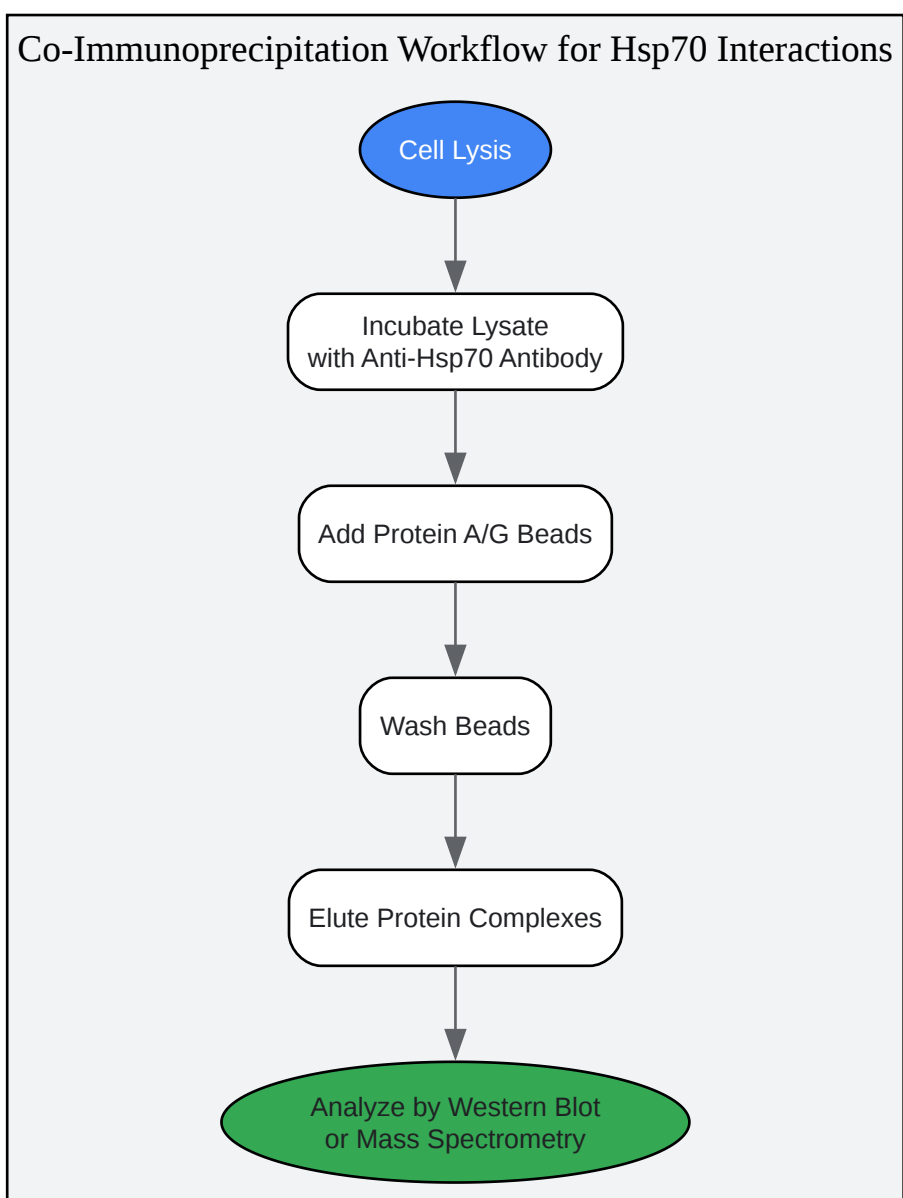 Co-Immunoprecipitation Workflow for Hsp70 Interactions
Cell Lysis
Incubate Lysate
with Anti-Hsp70 Antibody
Add Protein A/G Beads
Wash Beads
Elute Protein Complexes
Analyze by Western Blot
or Mass Spectrometry